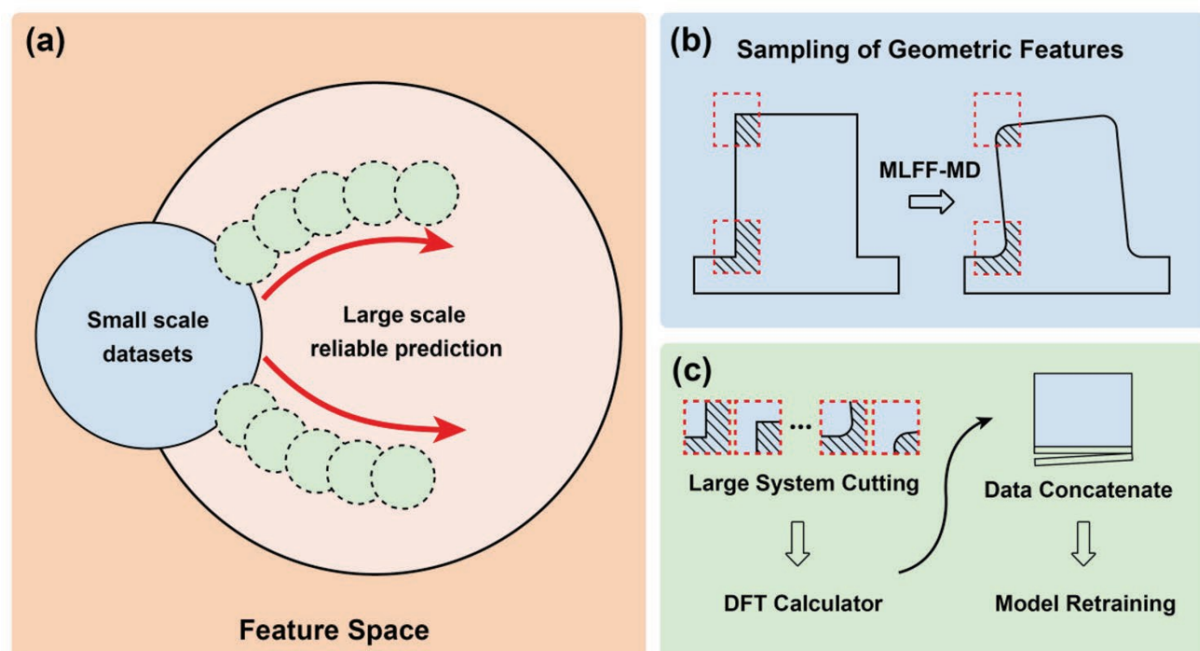 (a)
Small scale
datasets
Large scale
reliable prediction
Feature Space
(b)
Sampling of Geometric Features
MLFF-MD
(c)
...
Large System Cutting
DFT Calculator
Data Concatenate
Model Retraining